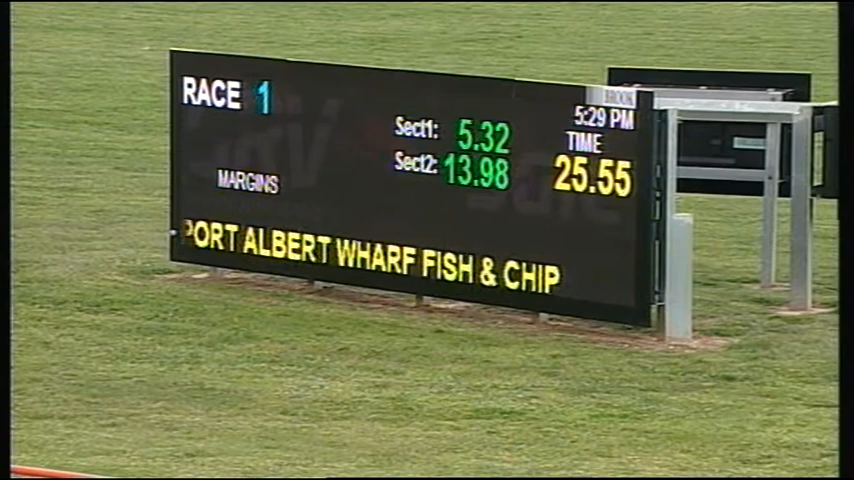 BROOK
RACE 1
5:29 PM
Sect1: 5.32
TIME
Sect2: 13.98
25.55
MARGINS
PORT ALBERT WHARF FISH & CHIP